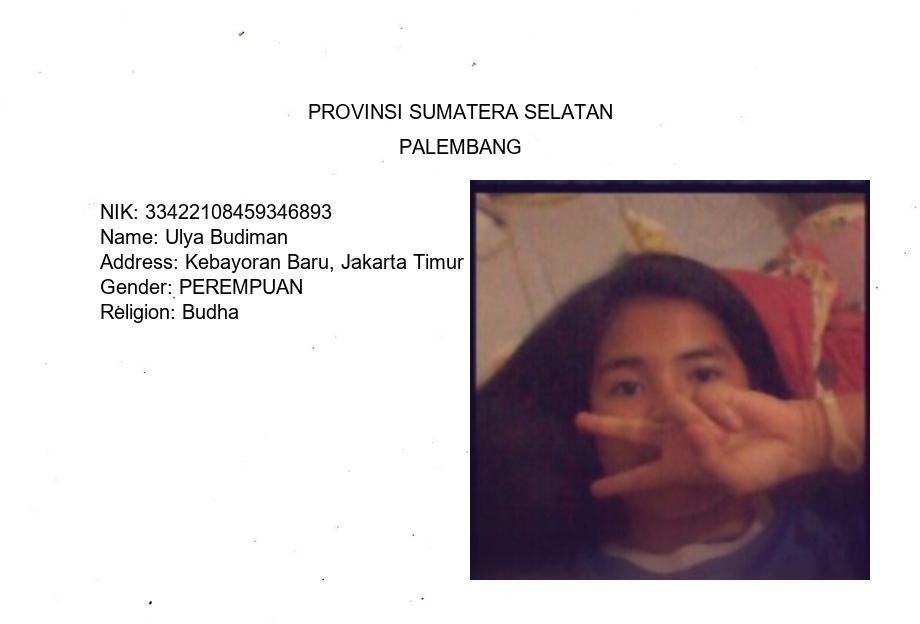 PROVINSI SUMATERA SELATAN
PALEMBANG
NIK: 33422108459346893
Name: Ulya Budiman
Address: Kebayoran Baru, Jakarta Timur
Gender: PEREMPUAN
Religion: Budha